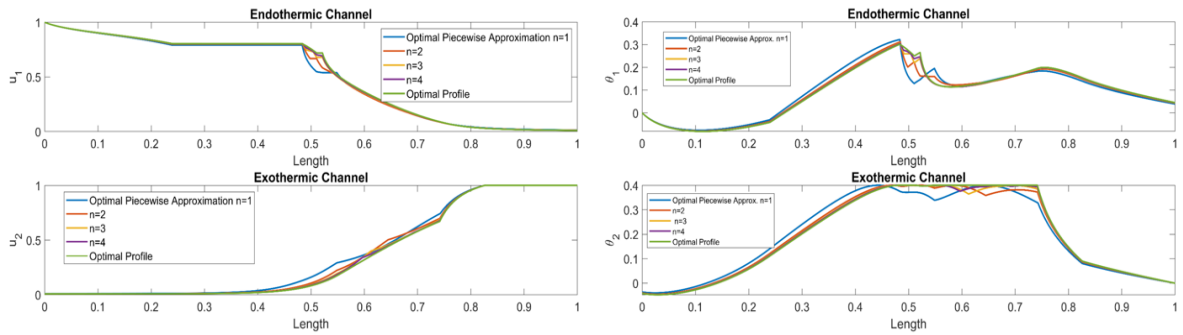 Endothermic Channel
u1
1
0.5
0
Optimal Piecewise Approximation n=1
n=2
n=3
n=4
Optimal Profile
0 0.1 0.2 0.3 0.4 0.5 0.6 0.7 0.8 0.9 1
Length
Endothermic Channel
θ1
0.4
0.3
0.2
0.1
0
Optimal Piecewise Approx. n=1
n=2
n=3
n=4
Optimal Profile
0 0.1 0.2 0.3 0.4 0.5 0.6 0.7 0.8 0.9 1
Length
Exothermic Channel
u2
1
0.5
0
Optimal Piecewise Approximation n=1
n=2
n=3
n=4
Optimal Profile
0 0.1 0.2 0.3 0.4 0.5 0.6 0.7 0.8 0.9 1
Length
Exothermic Channel
θ2
0.4
0.3
0.2
0.1
0
Optimal Piecewise Approx. n=1
n=2
n=3
n=4
Optimal Profile
0 0.1 0.2 0.3 0.4 0.5 0.6 0.7 0.8 0.9 1
Length